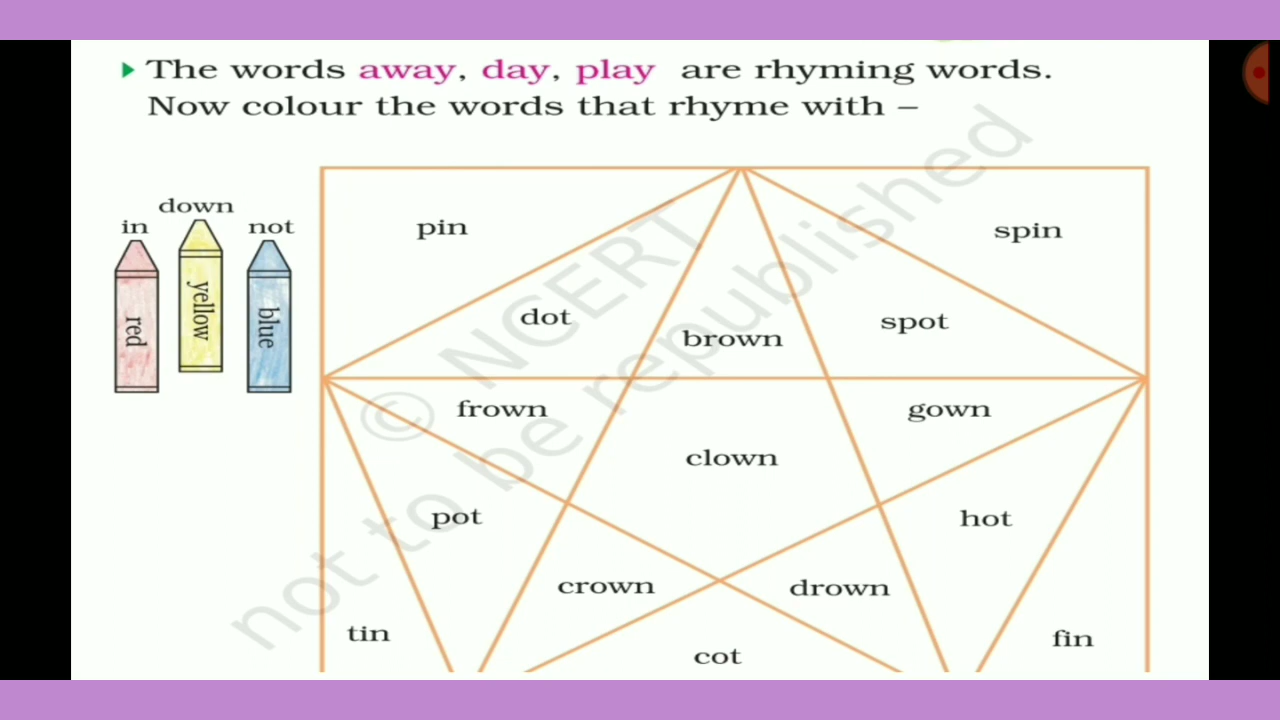 The words away, day, play are rhyming words.
Now colour the words that rhyme with –
down
in
not
red
yellow
blue
pin
spin
dot
spot
brown
frown
gown
clown
pot
hot
crown
drown
tin
fin
cot
© NCERT
not to be republished